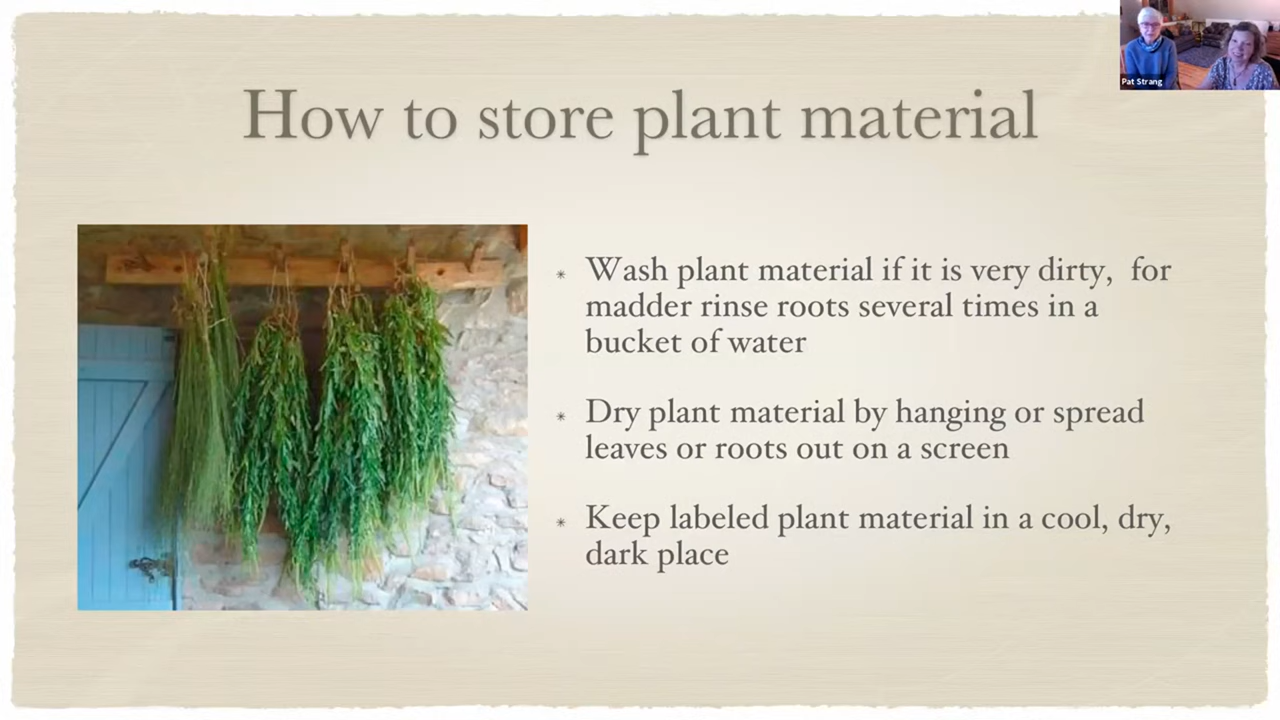 Pat Strang
How to store plant material
* Wash plant material if it is very dirty,  for
madder rinse roots several times in a
bucket of water
* Dry plant material by hanging or spread
leaves or roots out on a screen
* Keep labeled plant material in a cool, dry,
dark place